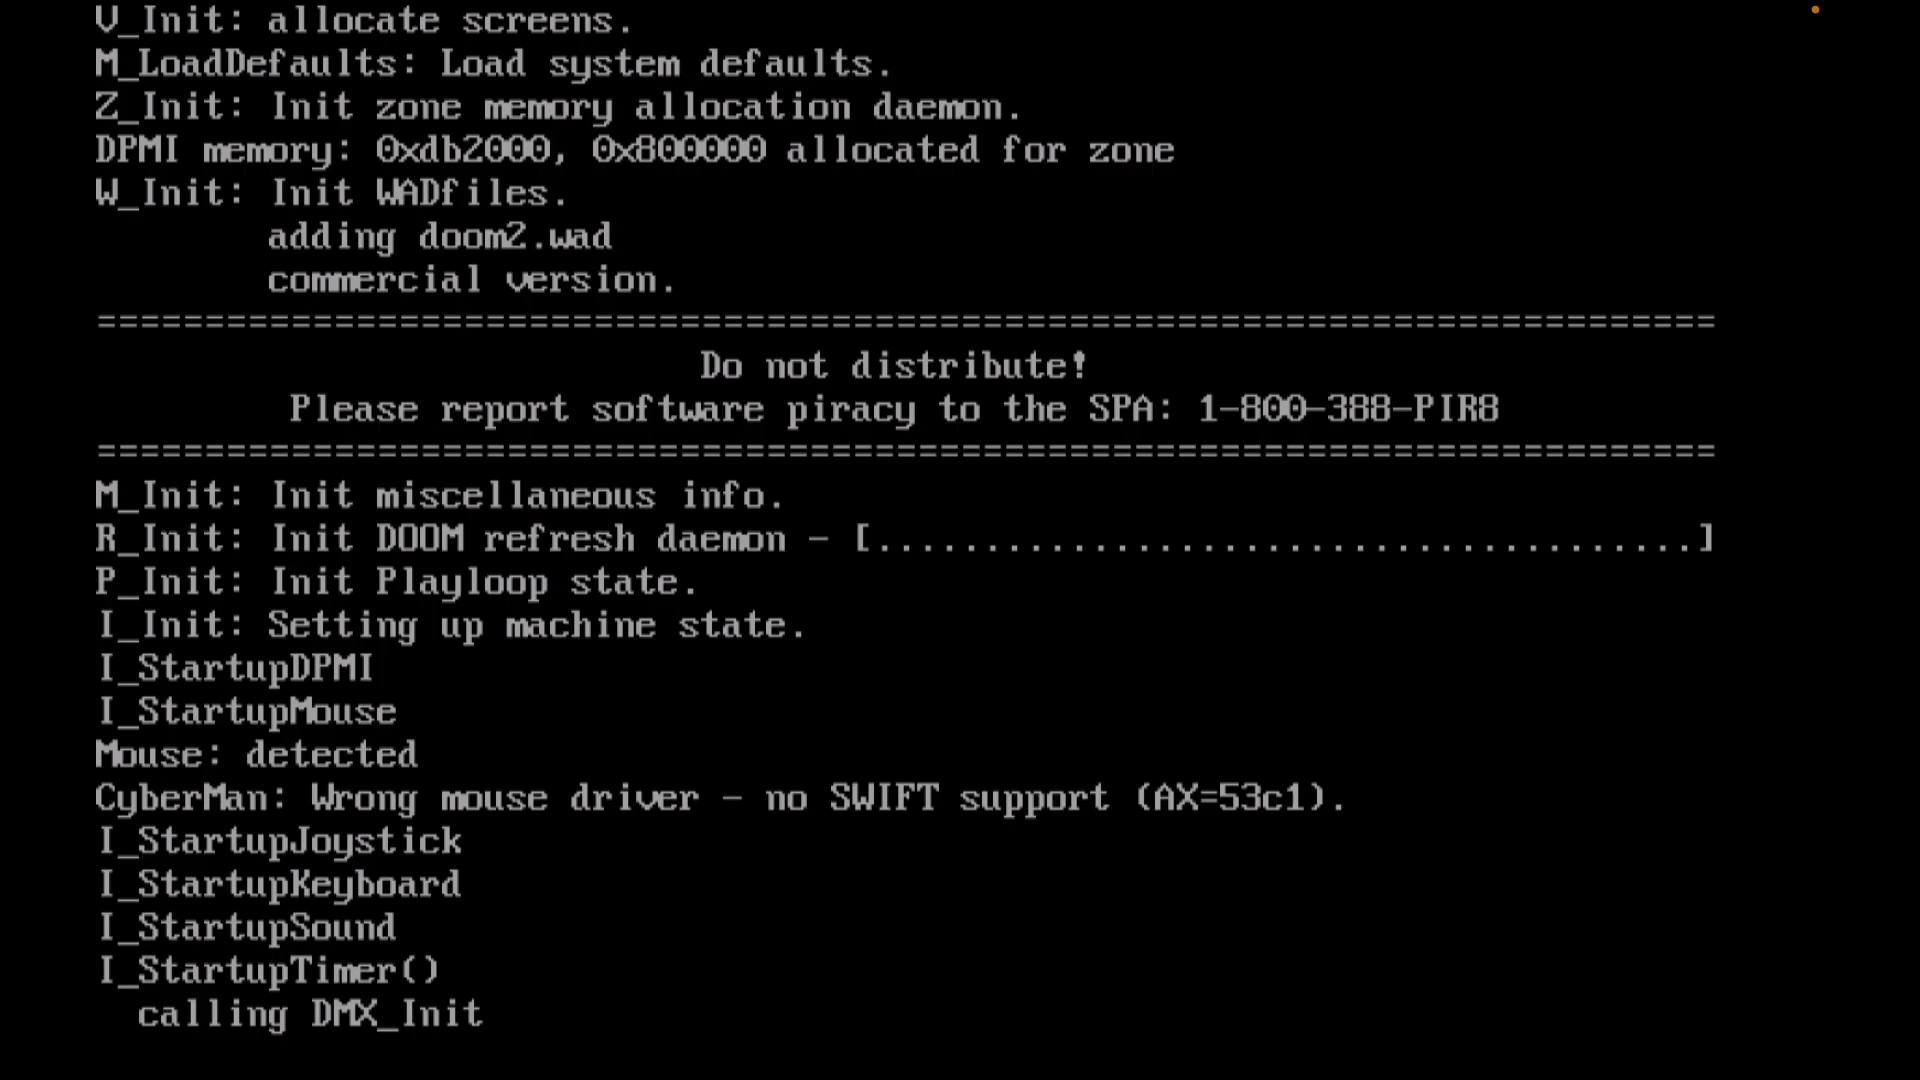 V_Init: allocate screens.
M_LoadDefaults: Load system defaults.
Z_Init: Init zone memory allocation daemon.
DPMI memory: 0xdb2000, 0x800000 allocated for zone
W_Init: Init WADfiles.
adding doom2.wad
commercial version.
===========================================================================
Do not distribute!
Please report software piracy to the SPA: 1-800-388-PIR8
===========================================================================
M_Init: Init miscellaneous info.
R_Init: Init DOOM refresh daemon - [......................................]
P_Init: Init Playloop state.
I_Init: Setting up machine state.
I_StartupDPMI
I_StartupMouse
Mouse: detected
CyberMan: Wrong mouse driver - no SWIFT support (AX=53c1).
I_StartupJoystick
I_StartupKeyboard
I_StartupSound
I_StartupTimer()
calling DMX_Init